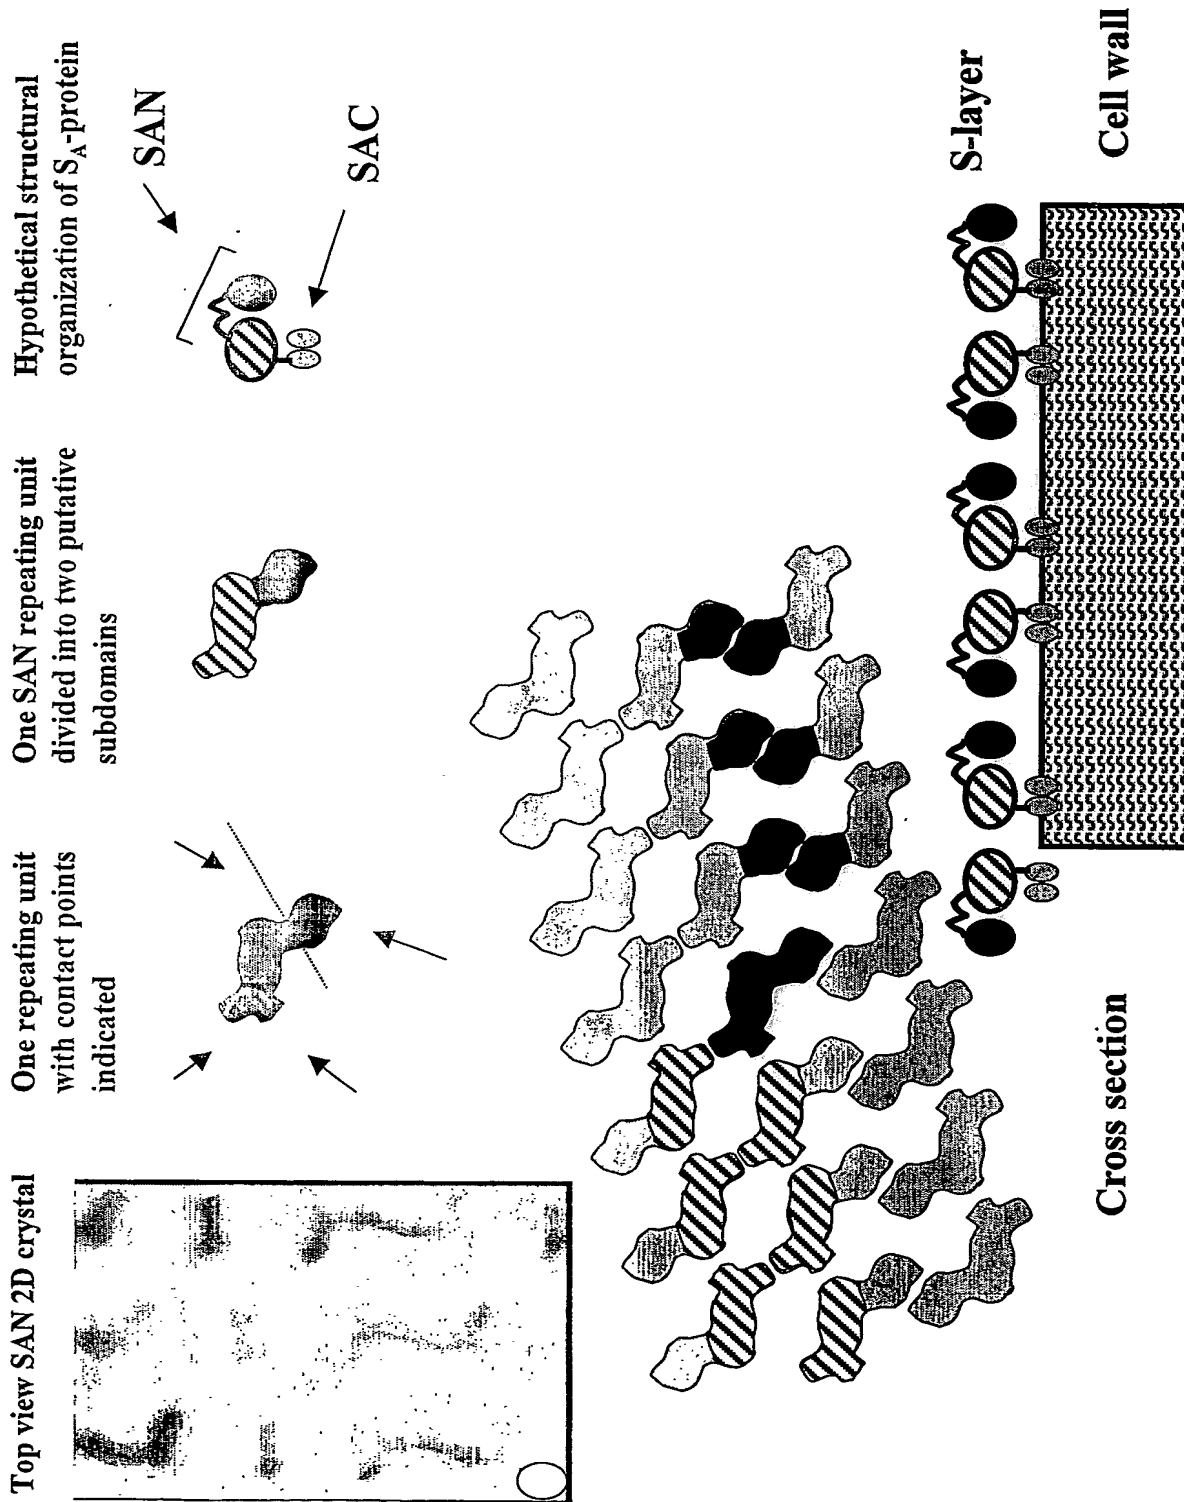 Top view SAN 2D crystal
One repeating unit
with contact points
indicated
One SAN repeating unit
divided into two putative
subdomains
Hypothetical structural
organization of SA-protein
SAN
SAC
Cross section
S-layer
Cell wall